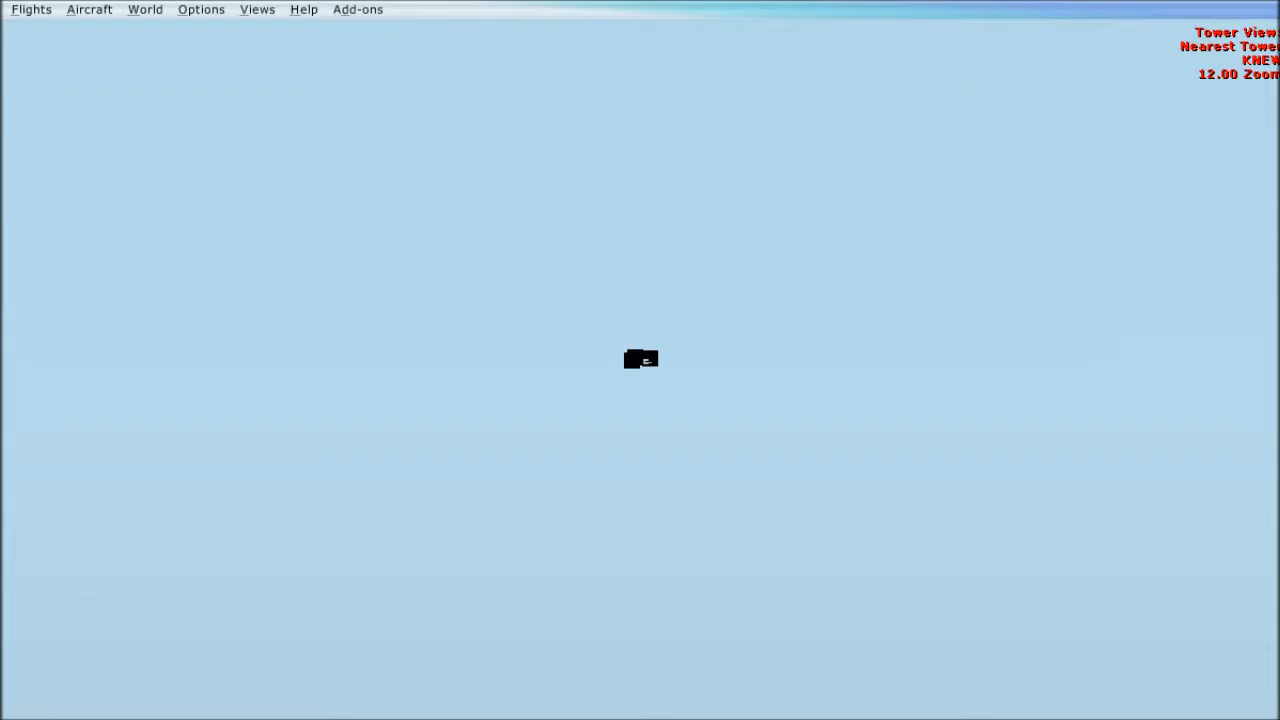 Flights Aircraft World Options Views Help Add-ons
Tower View
Nearest Tower
KNEW
12.00 Zoom